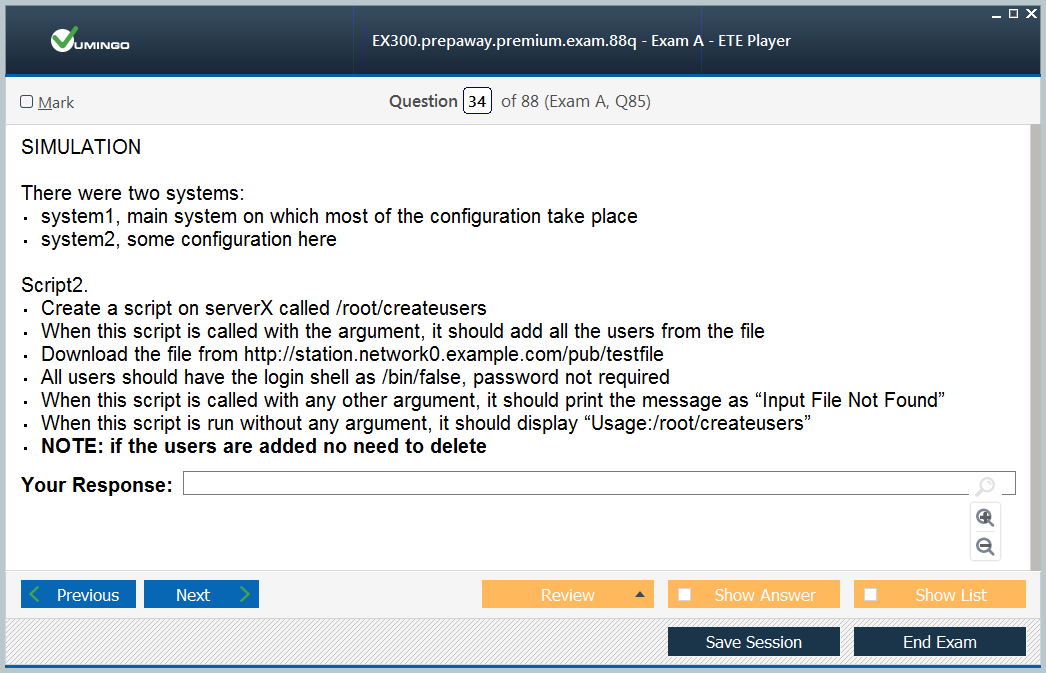 VUMINGO
EX300.prepaway.premium.exam.88q - Exam A - ETE Player
Mark
Question 34 of 88 (Exam A, Q85)
SIMULATION
There were two systems:
· system1, main system on which most of the configuration take place
· system2, some configuration here
Script2.
· Create a script on serverX called /root/createusers
· When this script is called with the argument, it should add all the users from the file
· Download the file from http://station.network0.example.com/pub/testfile
· All users should have the login shell as /bin/false, password not required
· When this script is called with any other argument, it should print the message as “Input File Not Found”
· When this script is run without any argument, it should display “Usage:/root/createusers”
· NOTE: if the users are added no need to delete
Your Response:
Previous
Next
Review
Show Answer
Show List
Save Session
End Exam